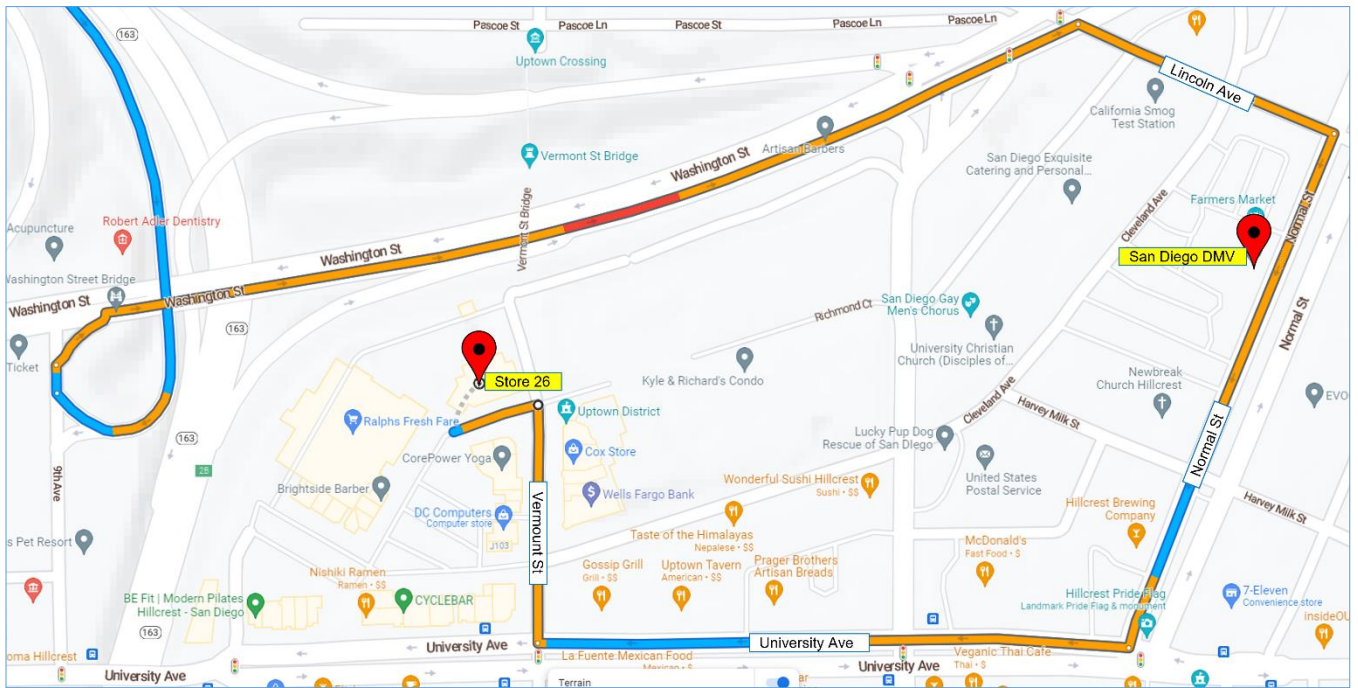 163
Pascoe St
Pascoe Ln
Pascoe St
Pascoe Ln
Pascoe Ln
Uptown Crossing
Lincoln Ave
California Smog
Test Station
Artisan Barbers
Washington St
Vermont St Bridge
San Diego Exquisite
Catering and Personal...
Cleveland Ave
Farmers Market
Normal St
Acupuncture
Robert Adler Dentistry
Vermont St Bridge
San Diego DMV
Washington Street Bridge
Washington St
Washington St
Washington St
Normal St
163
San Diego Gay
Men's Chorus
Richmond Ct
University Christian
Church (Disciples of...
Ticket
Store 26
Kyle & Richard's Condo
Newbreak
Church Hillcrest
EVO
Cleveland Ave
Harvey Milk St
Uptown District
Ralphs Fresh Fare
163
Lucky Pup Dog
Rescue of San Diego
Normal St
CorePower Yoga
Cox Store
28
9th Ave
Brightside Barber
Wells Fargo Bank
Wonderful Sushi Hillcrest
Sushi • $$
United States
Postal Service
Harvey Milk St
Vermount St
DC Computers
Computer store
Hillcrest Brewing
Company
J103
Taste of the Himalayas
Nepalese • $$
s Pet Resort
McDonald's
Fast Food • $
Gossip Grill
Grill • $$
Uptown Tavern
American • $$
Prager Brothers
Artisan Breads
Nishiki Ramen
Ramen • $$
BE Fit | Modern Pilates
Hillcrest - San Diego
CYCLEBAR
Hillcrest Pride Flag
Landmark Pride Flag & monument
7-Eleven
Convenience store
insideOU
163
University Ave
University Ave
oma Hillcrest
La Fuente Mexican Food
Mexican • $
Veganic Thai Cafe
Thai • $
University Ave
University Ave
Terrain
ar